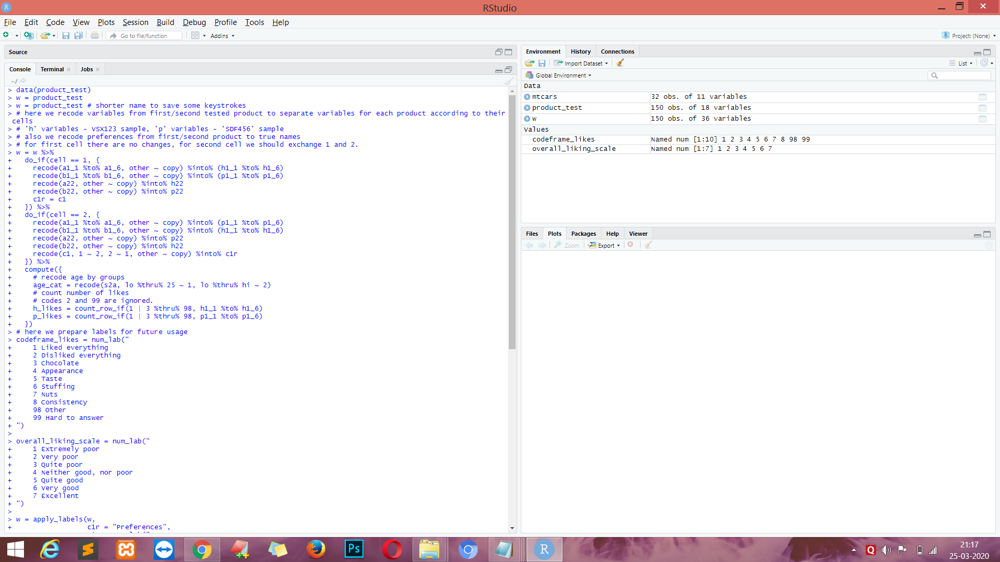 RStudio
File Edit Code View Plots Session Build Debug Profile Tools Help
Go to file/function Addins Project: (None)
Source
Console Terminal Jobs
~/
> data(product_test)
> w = product_test
> w = product_test # shorter name to save some keystrokes
> # here we recode variables from first/second tested product to separate variables for each product according to their
cells
> # 'h' variables - VSX123 sample, 'p' variables - 'SDF456' sample
> # also we recode preferences from first/second product to true names
> # for first cell there are no changes, for second cell we should exchange 1 and 2.
> w = w %>%
+   do_if(cell == 1, {
+     recode(a1_1 %to% a1_6, other ~ copy) %into% (h1_1 %to% h1_6)
+     recode(b1_1 %to% b1_6, other ~ copy) %into% (p1_1 %to% p1_6)
+     recode(a22, other ~ copy) %into% h22
+     recode(b22, other ~ copy) %into% p22
+     c1r = c1
+   }) %>%
+   do_if(cell == 2, {
+     recode(a1_1 %to% a1_6, other ~ copy) %into% (p1_1 %to% p1_6)
+     recode(b1_1 %to% b1_6, other ~ copy) %into% (h1_1 %to% h1_6)
+     recode(a22, other ~ copy) %into% p22
+     recode(b22, other ~ copy) %into% h22
+     recode(c1, 1 ~ 2, 2 ~ 1, other ~ copy) %into% c1r
+   }) %>%
+   compute({
+     # recode age by groups
+     age_cat = recode(s2a, lo %thru% 25 ~ 1, lo %thru% hi ~ 2)
+     # count number of likes
+     # codes 2 and 99 are ignored.
+     h_likes = count_row_if(1 | 3 %thru% 98, h1_1 %to% h1_6)
+     p_likes = count_row_if(1 | 3 %thru% 98, p1_1 %to% p1_6)
+   })
> # here we prepare labels for future usage
> codeframe_likes = num_lab("
+     1 Liked everything
+     2 Disliked everything
+     3 Chocolate
+     4 Appearance
+     5 Taste
+     6 Stuffing
+     7 Nuts
+     8 Consistency
+     98 Other
+     99 Hard to answer
+ ")
>
> overall_liking_scale = num_lab("
+     1 Extremely poor
+     2 Very poor
+     3 Quite poor
+     4 Neither good, nor poor
+     5 Quite good
+     6 Very good
+     7 Excellent
+ ")
>
> w = apply_labels(w,
+                  c1r = "Preferences",
Environment History Connections
Import Dataset List
Global Environment
Data
mtcars 32 obs. of 11 variables
product_test 150 obs. of 18 variables
w 150 obs. of 36 variables
Values
codeframe_likes Named num [1:10] 1 2 3 4 5 6 7 8 98 99
overall_liking_scale Named num [1:7] 1 2 3 4 5 6 7
Files Plots Packages Help Viewer
Zoom Export
Ps
R
Q
21:17
25-03-2020